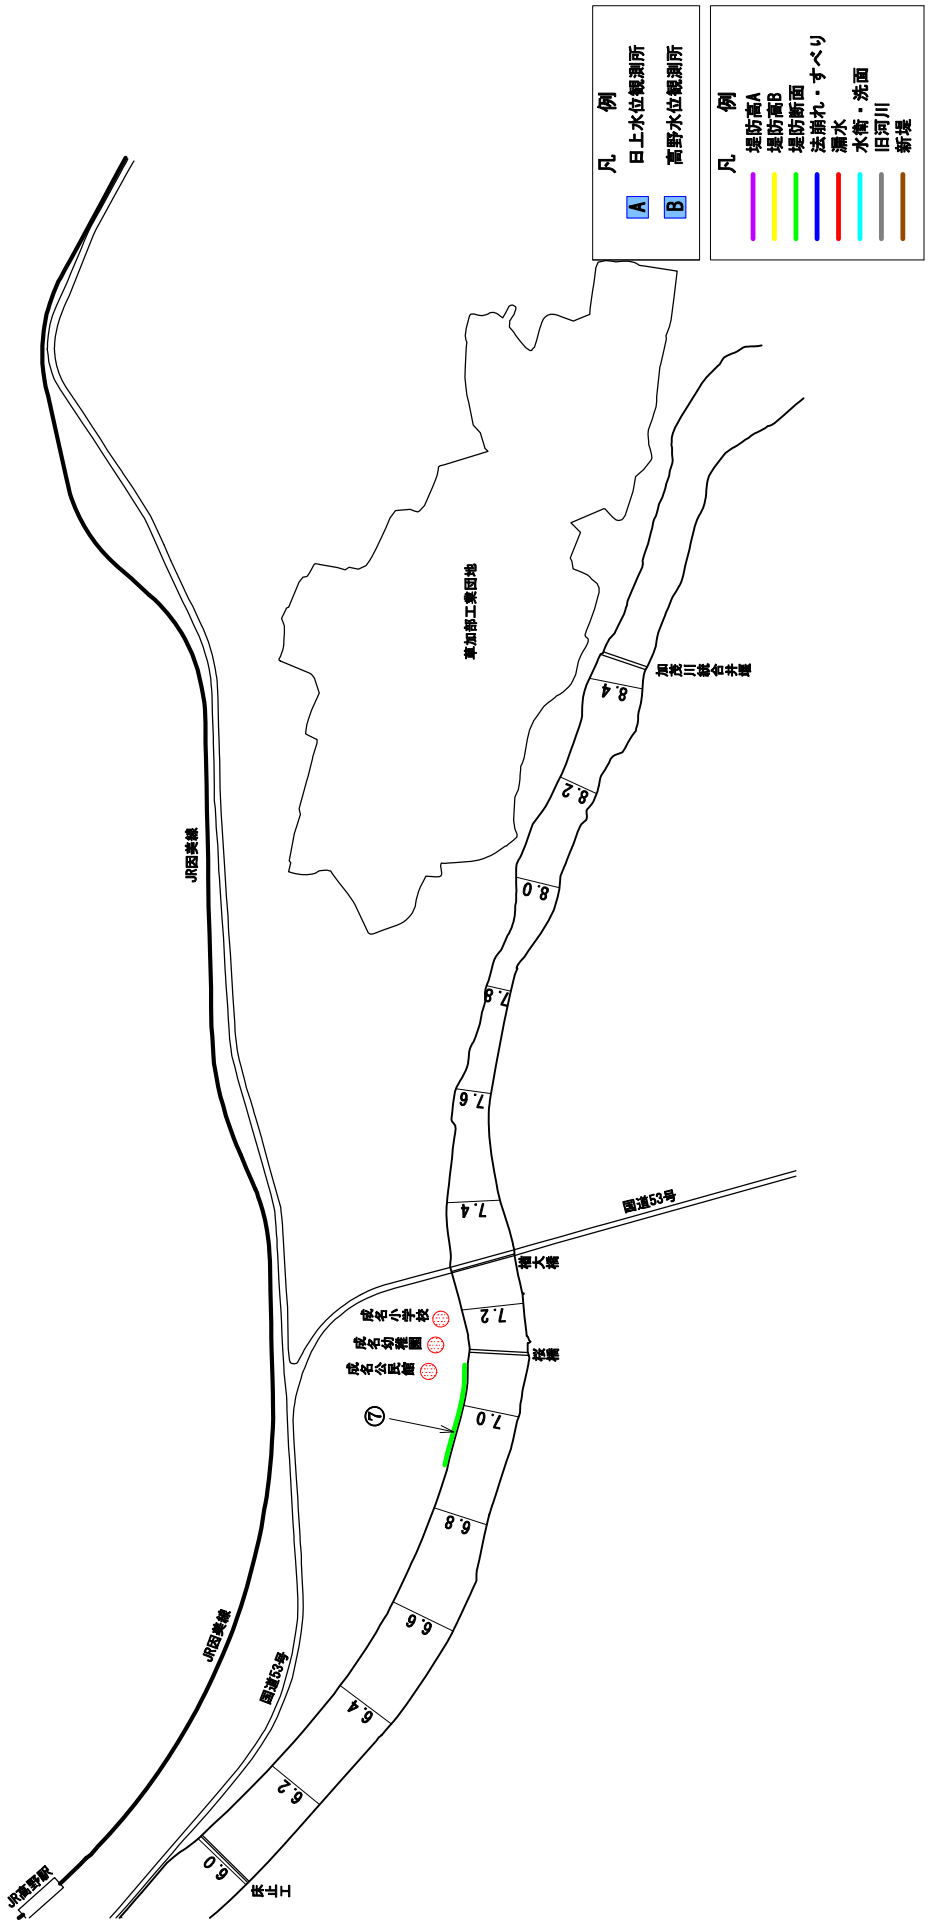 凡　例
A 日上水位観測所
B 高野水位観測所
凡　例
堤防高A
堤防高B
堤防断面
法崩れ・すべり
漏水
水衝・洗面
旧河川
新堤
JR因美線
草加部工業団地
加茂川統合井堰
8.4
8.2
8.0
7.8
7.6
7.4
国道53号
楢大橋
7.2
成名小学校
成名幼稚園
成名公民館
桜橋
⑦
7.0
6.8
6.6
6.4
6.2
6.0
JR因美線
国道53号
床止工
JR高野駅